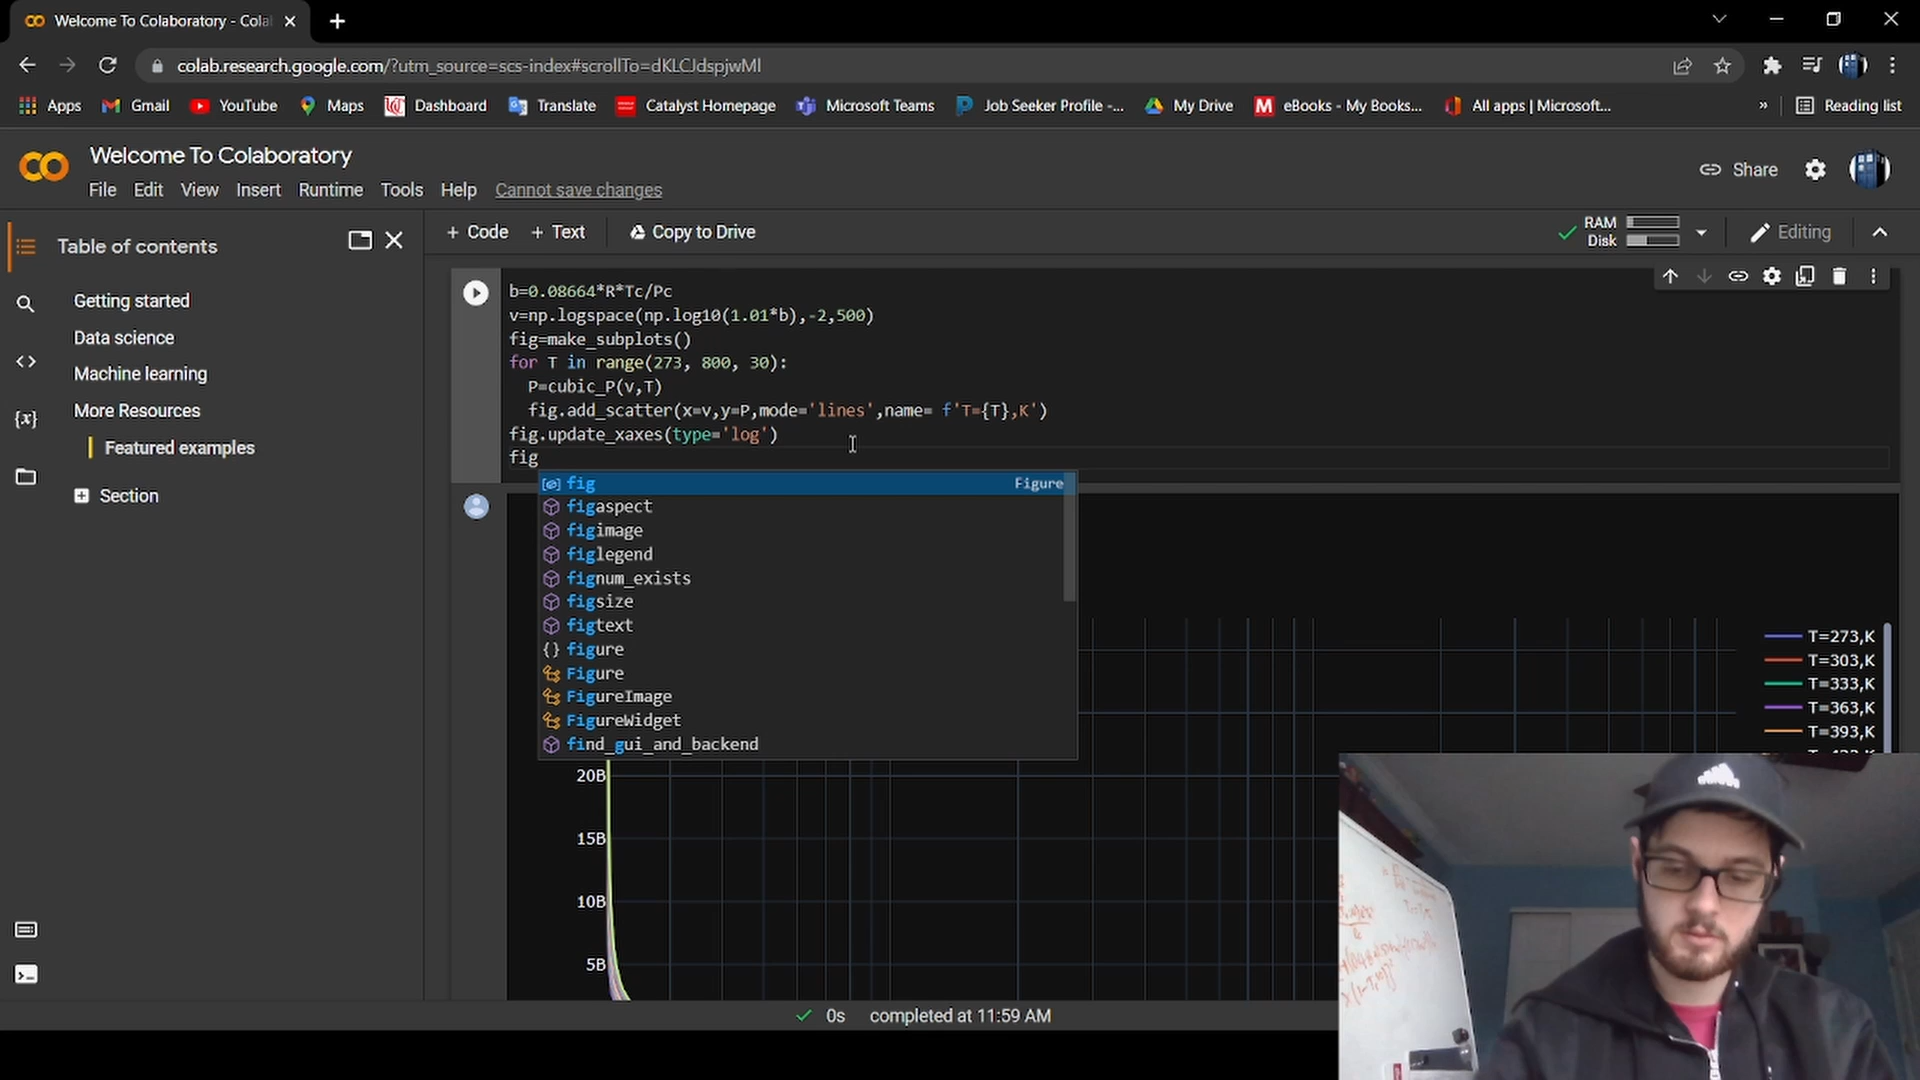 Welcome To Colaboratory - Cola
colab.research.google.com/?utm_source=scs-index#scrollTo=dKLCJdspjwMl
Apps Gmail YouTube Maps Dashboard Translate Catalyst Homepage Microsoft Teams Job Seeker Profile -... My Drive eBooks - My Books... All apps | Microsoft... » Reading list
Welcome To Colaboratory
Share
File Edit View Insert Runtime Tools Help Cannot save changes
+ Code + Text Copy to Drive
RAM
Disk
Editing
Table of contents
Getting started
Data science
Machine learning
More Resources
Featured examples
Section
b=0.08664*R*Tc/Pc
v=np.logspace(np.log10(1.01*b),-2,500)
fig=make_subplots()
for T in range(273, 800, 30):
P=cubic_P(v,T)
fig.add_scatter(x=v,y=P,mode='lines',name= f'T={T},K')
fig.update_xaxes(type='log')
fig
fig Figure
figaspect
figimage
figlegend
fignum_exists
figsize
figtext
figure
Figure
FigureImage
FigureWidget
find_gui_and_backend
T=273,K
T=303,K
T=333,K
T=363,K
T=393,K
20B
15B
10B
5B
0s completed at 11:59 AM